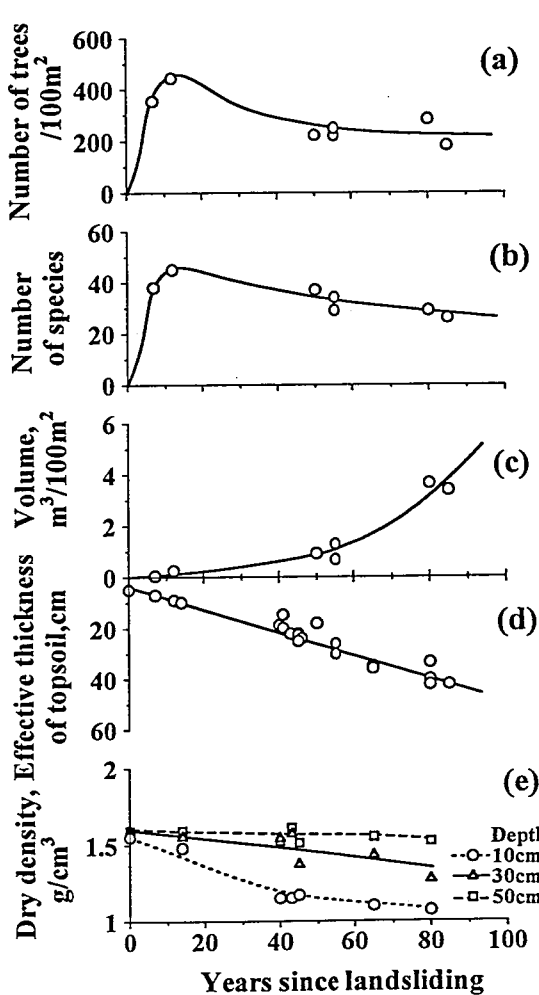 Number of trees
/100m2
600
400
200
0
(a)
Number
of species
60
40
20
0
(b)
Volume,
m3/100m2
6
4
2
0
(c)
Effective thickness
of topsoil,cm
20
40
60
(d)
Dry density,
g/cm3
2
1.5
1
(e)
Depth
10cm
30cm
50cm
0
20
40
60
80
100
Years since landsliding